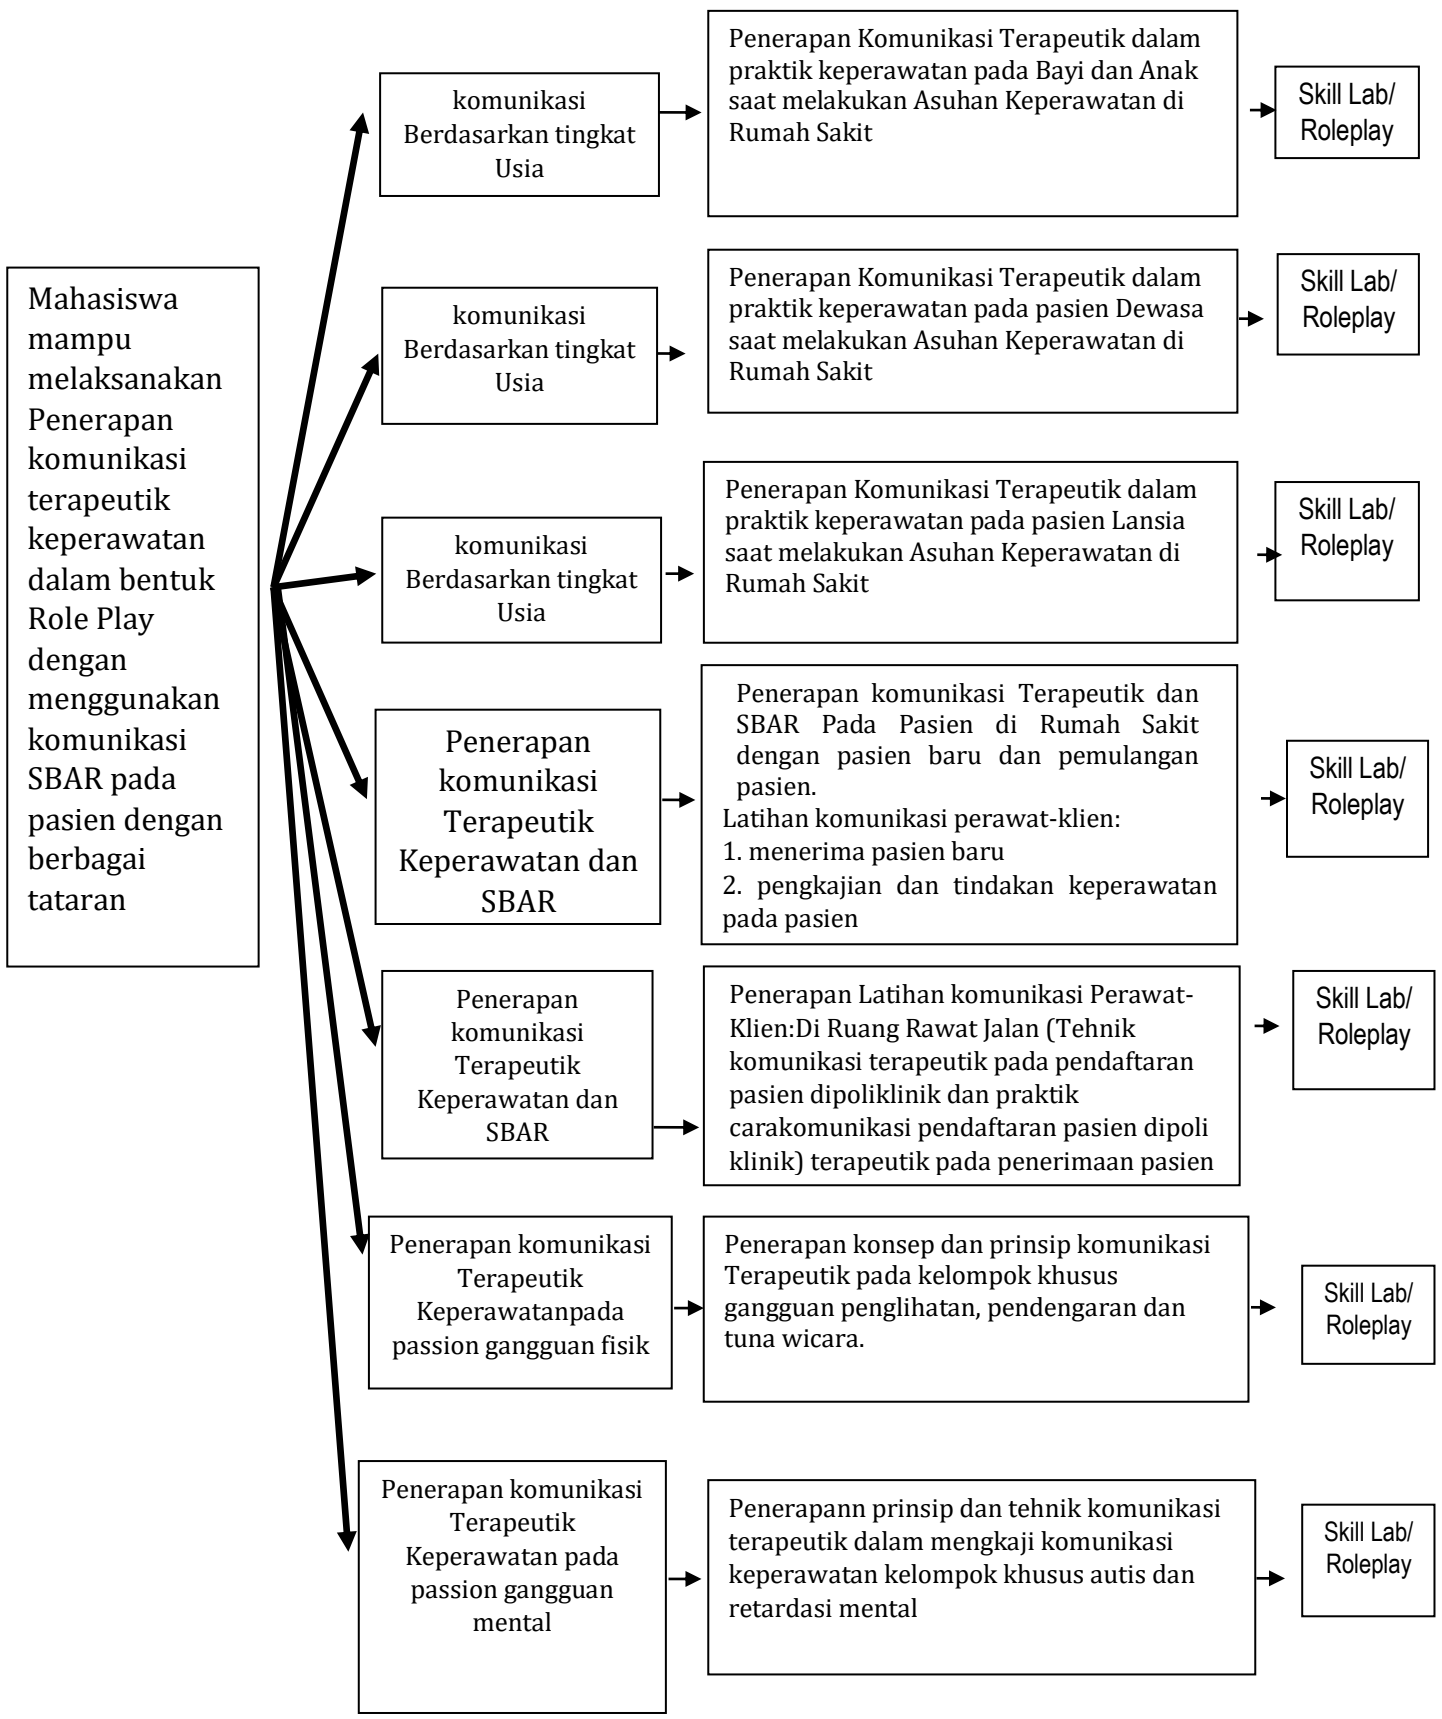 Mahasiswa
mampu
melaksanakan
Penerapan
komunikasi
terapeutik
keperawatan
dalam bentuk
Role Play
dengan
menggunakan
komunikasi
SBAR pada
pasien dengan
berbagai
tataran
komunikasi
Berdasarkan tingkat
Usia
Penerapan Komunikasi Terapeutik dalam
praktik keperawatan pada Bayi dan Anak
saat melakukan Asuhan Keperawatan di
Rumah Sakit
Skill Lab/
Roleplay
komunikasi
Berdasarkan tingkat
Usia
Penerapan Komunikasi Terapeutik dalam
praktik keperawatan pada pasien Dewasa
saat melakukan Asuhan Keperawatan di
Rumah Sakit
Skill Lab/
Roleplay
komunikasi
Berdasarkan tingkat
Usia
Penerapan Komunikasi Terapeutik dalam
praktik keperawatan pada pasien Lansia
saat melakukan Asuhan Keperawatan di
Rumah Sakit
Skill Lab/
Roleplay
Penerapan
komunikasi
Terapeutik
Keperawatan dan
SBAR
Penerapan komunikasi Terapeutik dan
SBAR Pada Pasien di Rumah Sakit
dengan pasien baru dan pemulangan
pasien.
Latihan komunikasi perawat-klien:
1. menerima pasien baru
2. pengkajian dan tindakan keperawatan
pada pasien
Skill Lab/
Roleplay
Penerapan
komunikasi
Terapeutik
Keperawatan dan
SBAR
Penerapan Latihan komunikasi Perawat-
Klien:Di Ruang Rawat Jalan (Tehnik
komunikasi terapeutik pada pendaftaran
pasien dipoliklinik dan praktik
carakomunikasi pendaftaran pasien dipoli
klinik) terapeutik pada penerimaan pasien
Skill Lab/
Roleplay
Penerapan komunikasi
Terapeutik
Keperawatanpada
passion gangguan fisik
Penerapan konsep dan prinsip komunikasi
Terapeutik pada kelompok khusus
gangguan penglihatan, pendengaran dan
tuna wicara.
Skill Lab/
Roleplay
Penerapan komunikasi
Terapeutik
Keperawatan pada
passion gangguan
mental
Penerapann prinsip dan tehnik komunikasi
terapeutik dalam mengkaji komunikasi
keperawatan kelompok khusus autis dan
retardasi mental
Skill Lab/
Roleplay